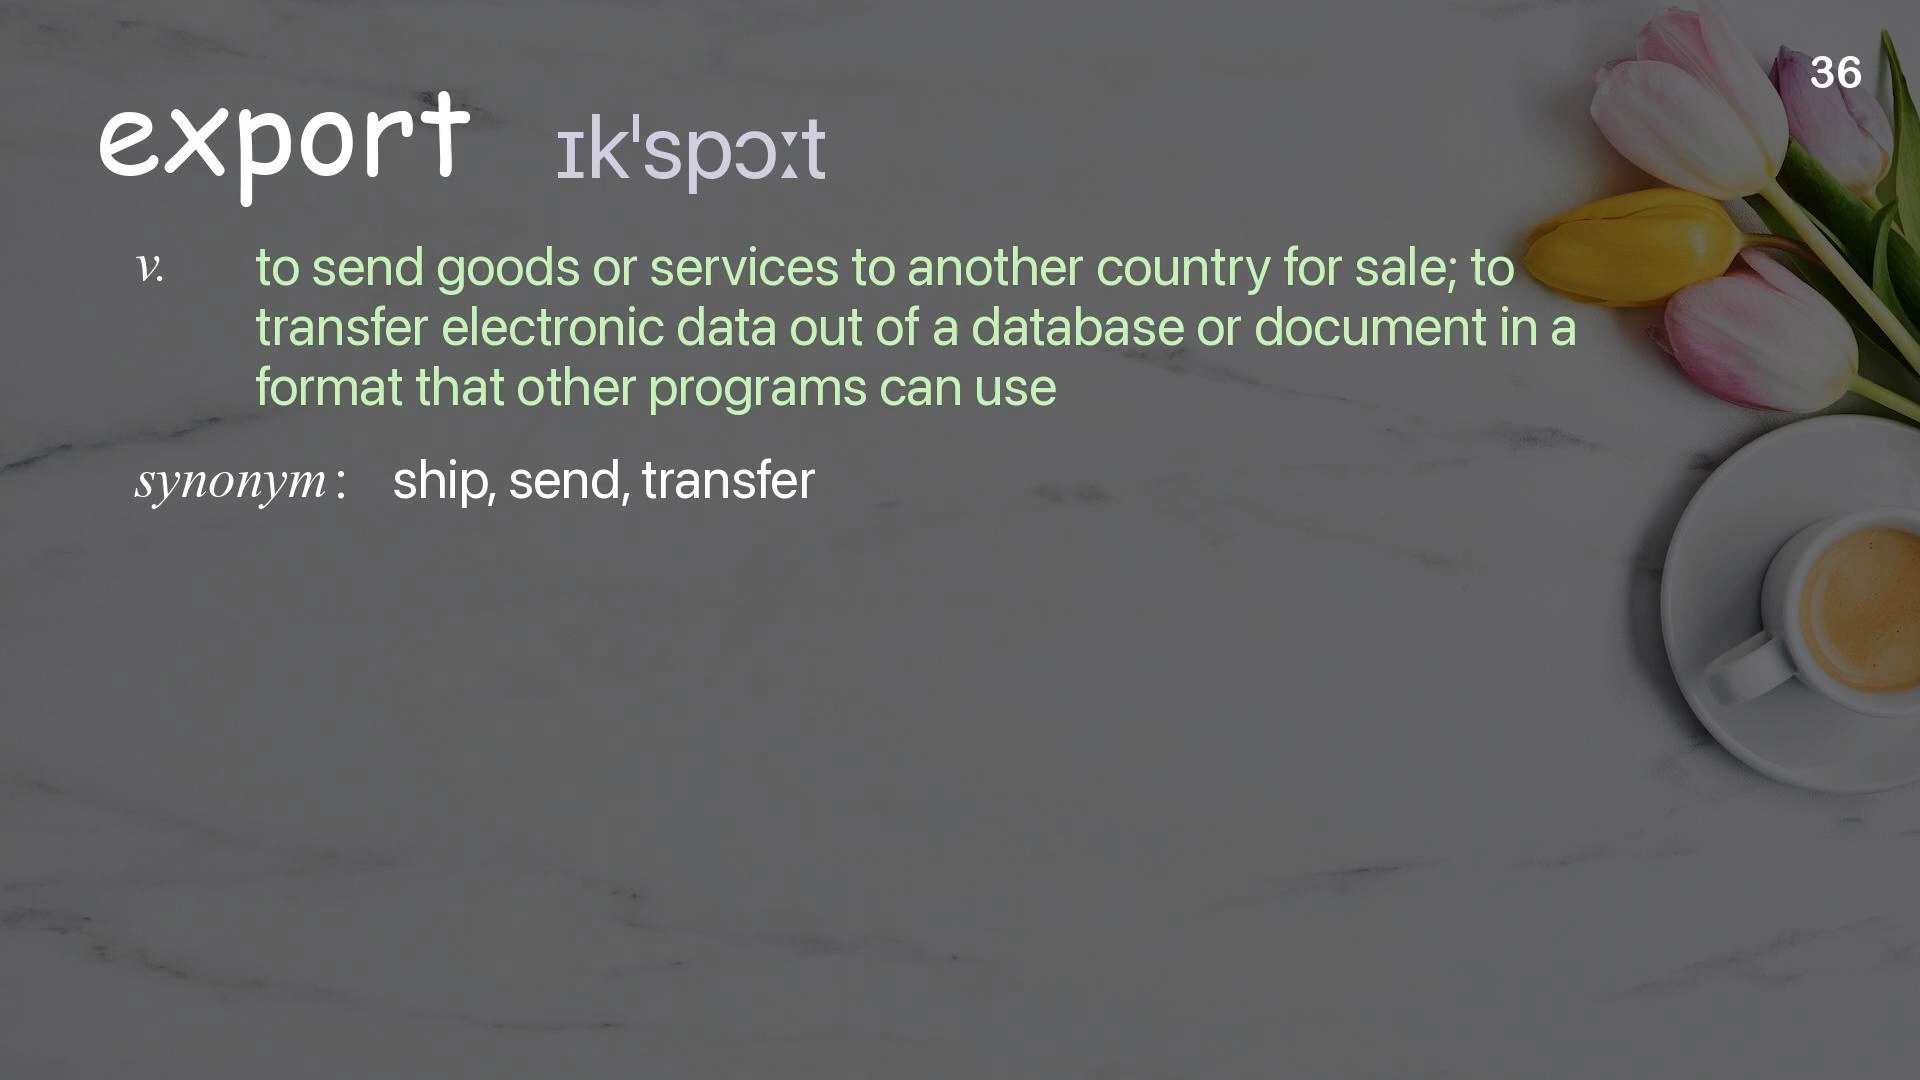 36
export ɪkˈspɔːt
v. to send goods or services to another country for sale; to
transfer electronic data out of a database or document in a
format that other programs can use
synonym : ship, send, transfer